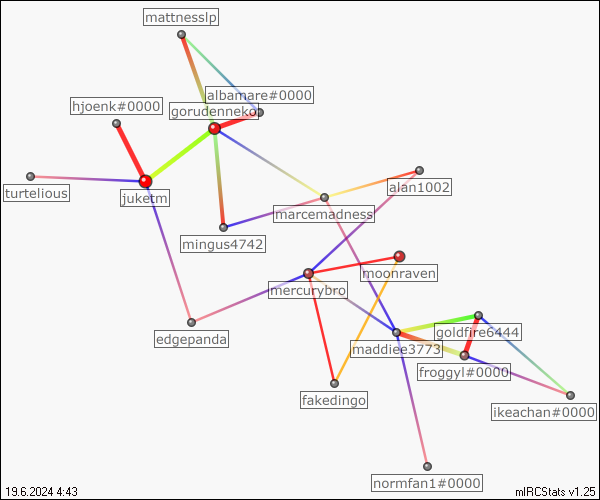 mattnesslp
albamare#0000
hjoenk#0000
gorudenneko
turtelious
juketm
alan1002
marcemadness
mingus4742
moonraven
mercurybro
edgepanda
goldfire6444
maddiee3773
froggyl#0000
fakedingo
ikeachan#0000
normfan1#0000
19.6.2024 4:43
mIRCStats v1.25